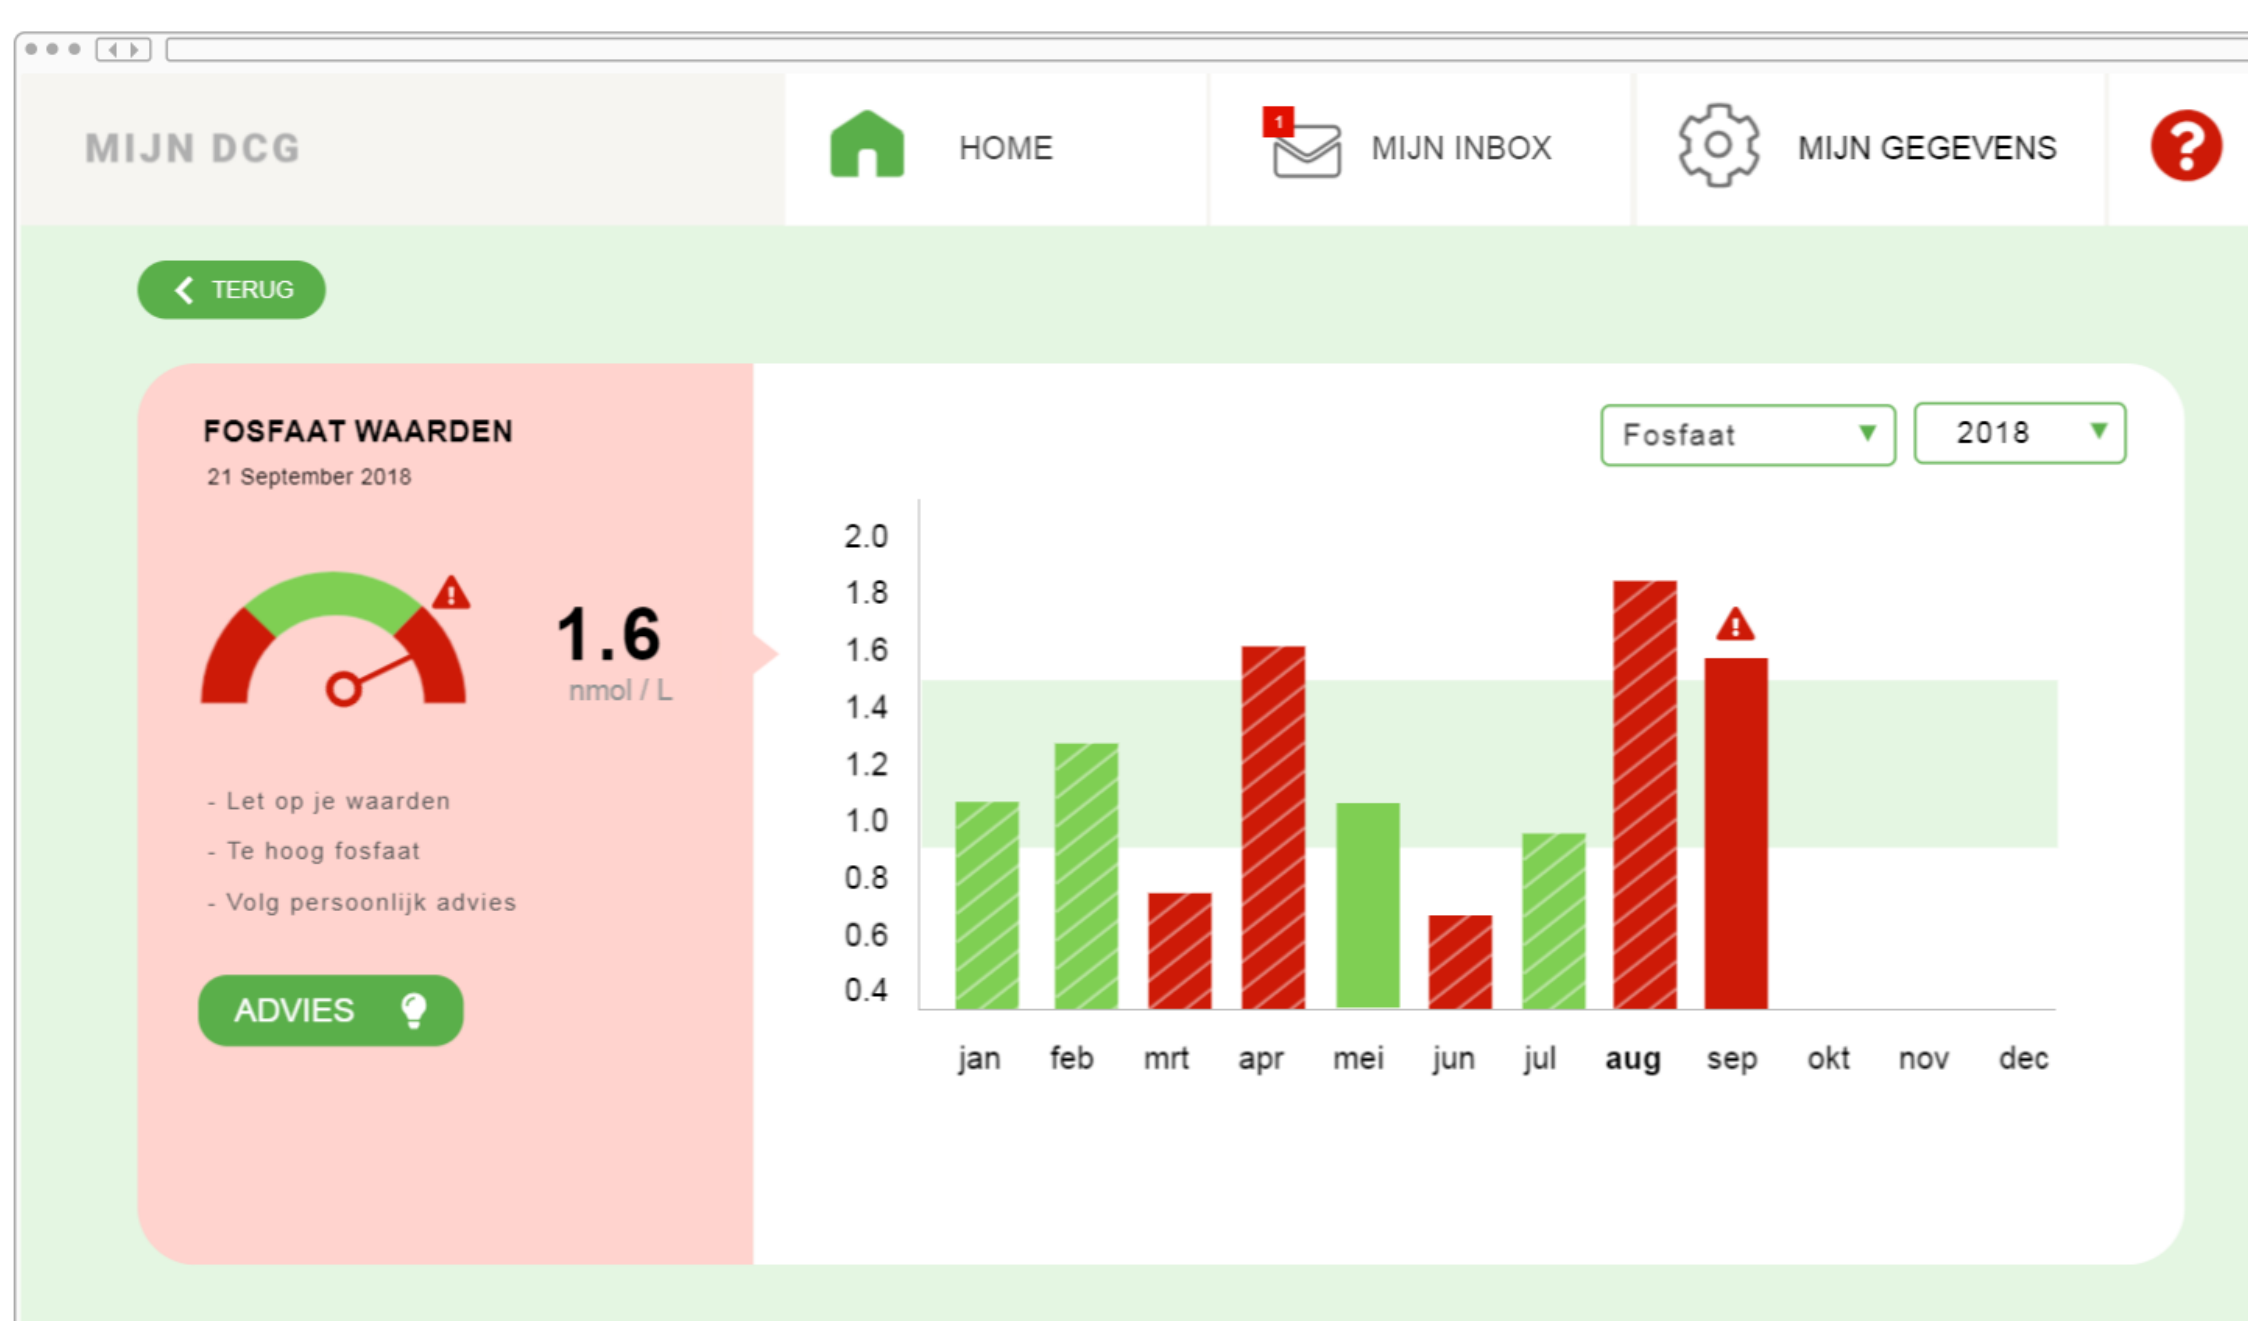 MIJN DCG
HOME
1
MIJN INBOX
MIJN GEGEVENS
?
TERUG
FOSFAAT WAARDEN
21 September 2018
1.6
nmol / L
- Let op je waarden
- Te hoog fosfaat
- Volg persoonlijk advies
ADVIES
Fosfaat
2018
2.0
1.8
1.6
1.4
1.2
1.0
0.8
0.6
0.4
jan feb mrt apr mei jun jul aug sep okt nov dec